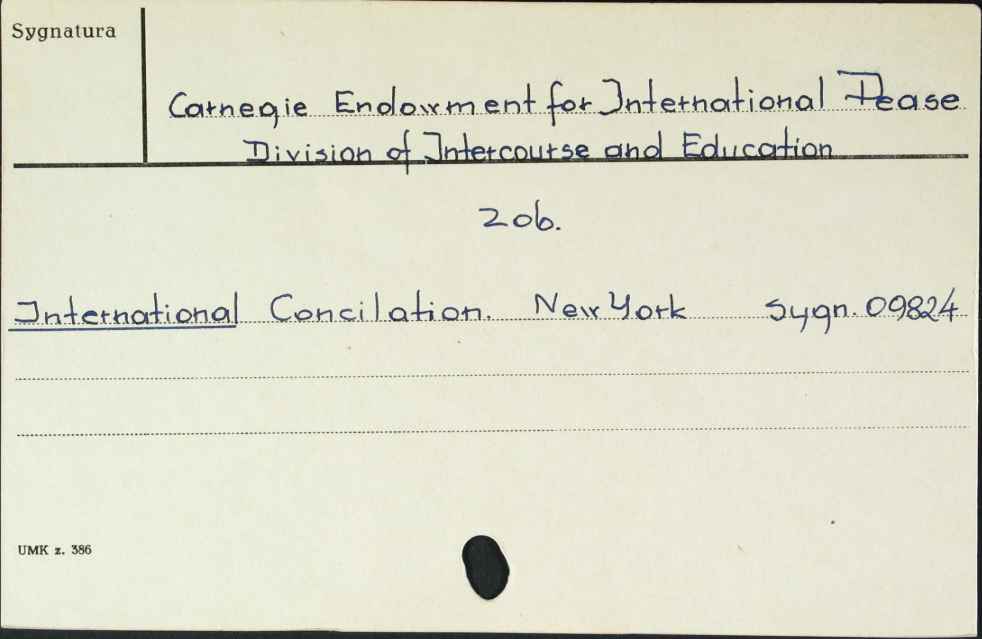 Sygnatura
Carnegie Endowment for International Pease
Division of Intercourse and Education
zob.
International Concilation. New York Sygn. 09824
UMK z. 386